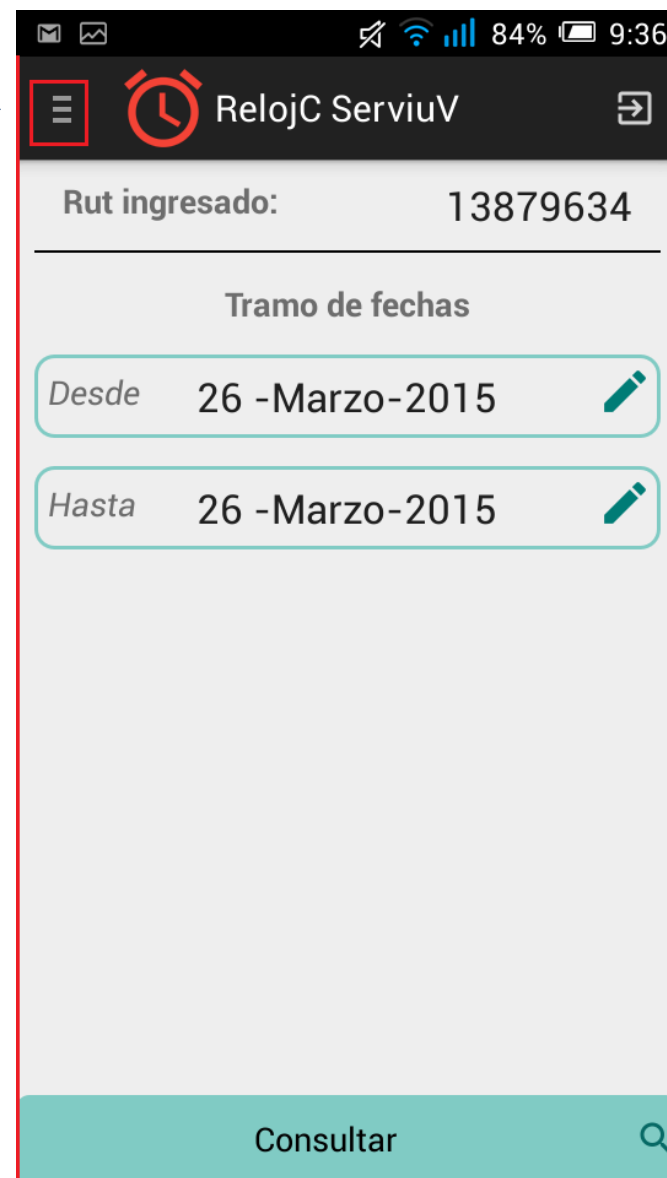 84% 9:36
RelojC ServiuV
Rut ingresado: 13879634
Tramo de fechas
Desde 26 -Marzo-2015
Hasta 26 -Marzo-2015
Consultar